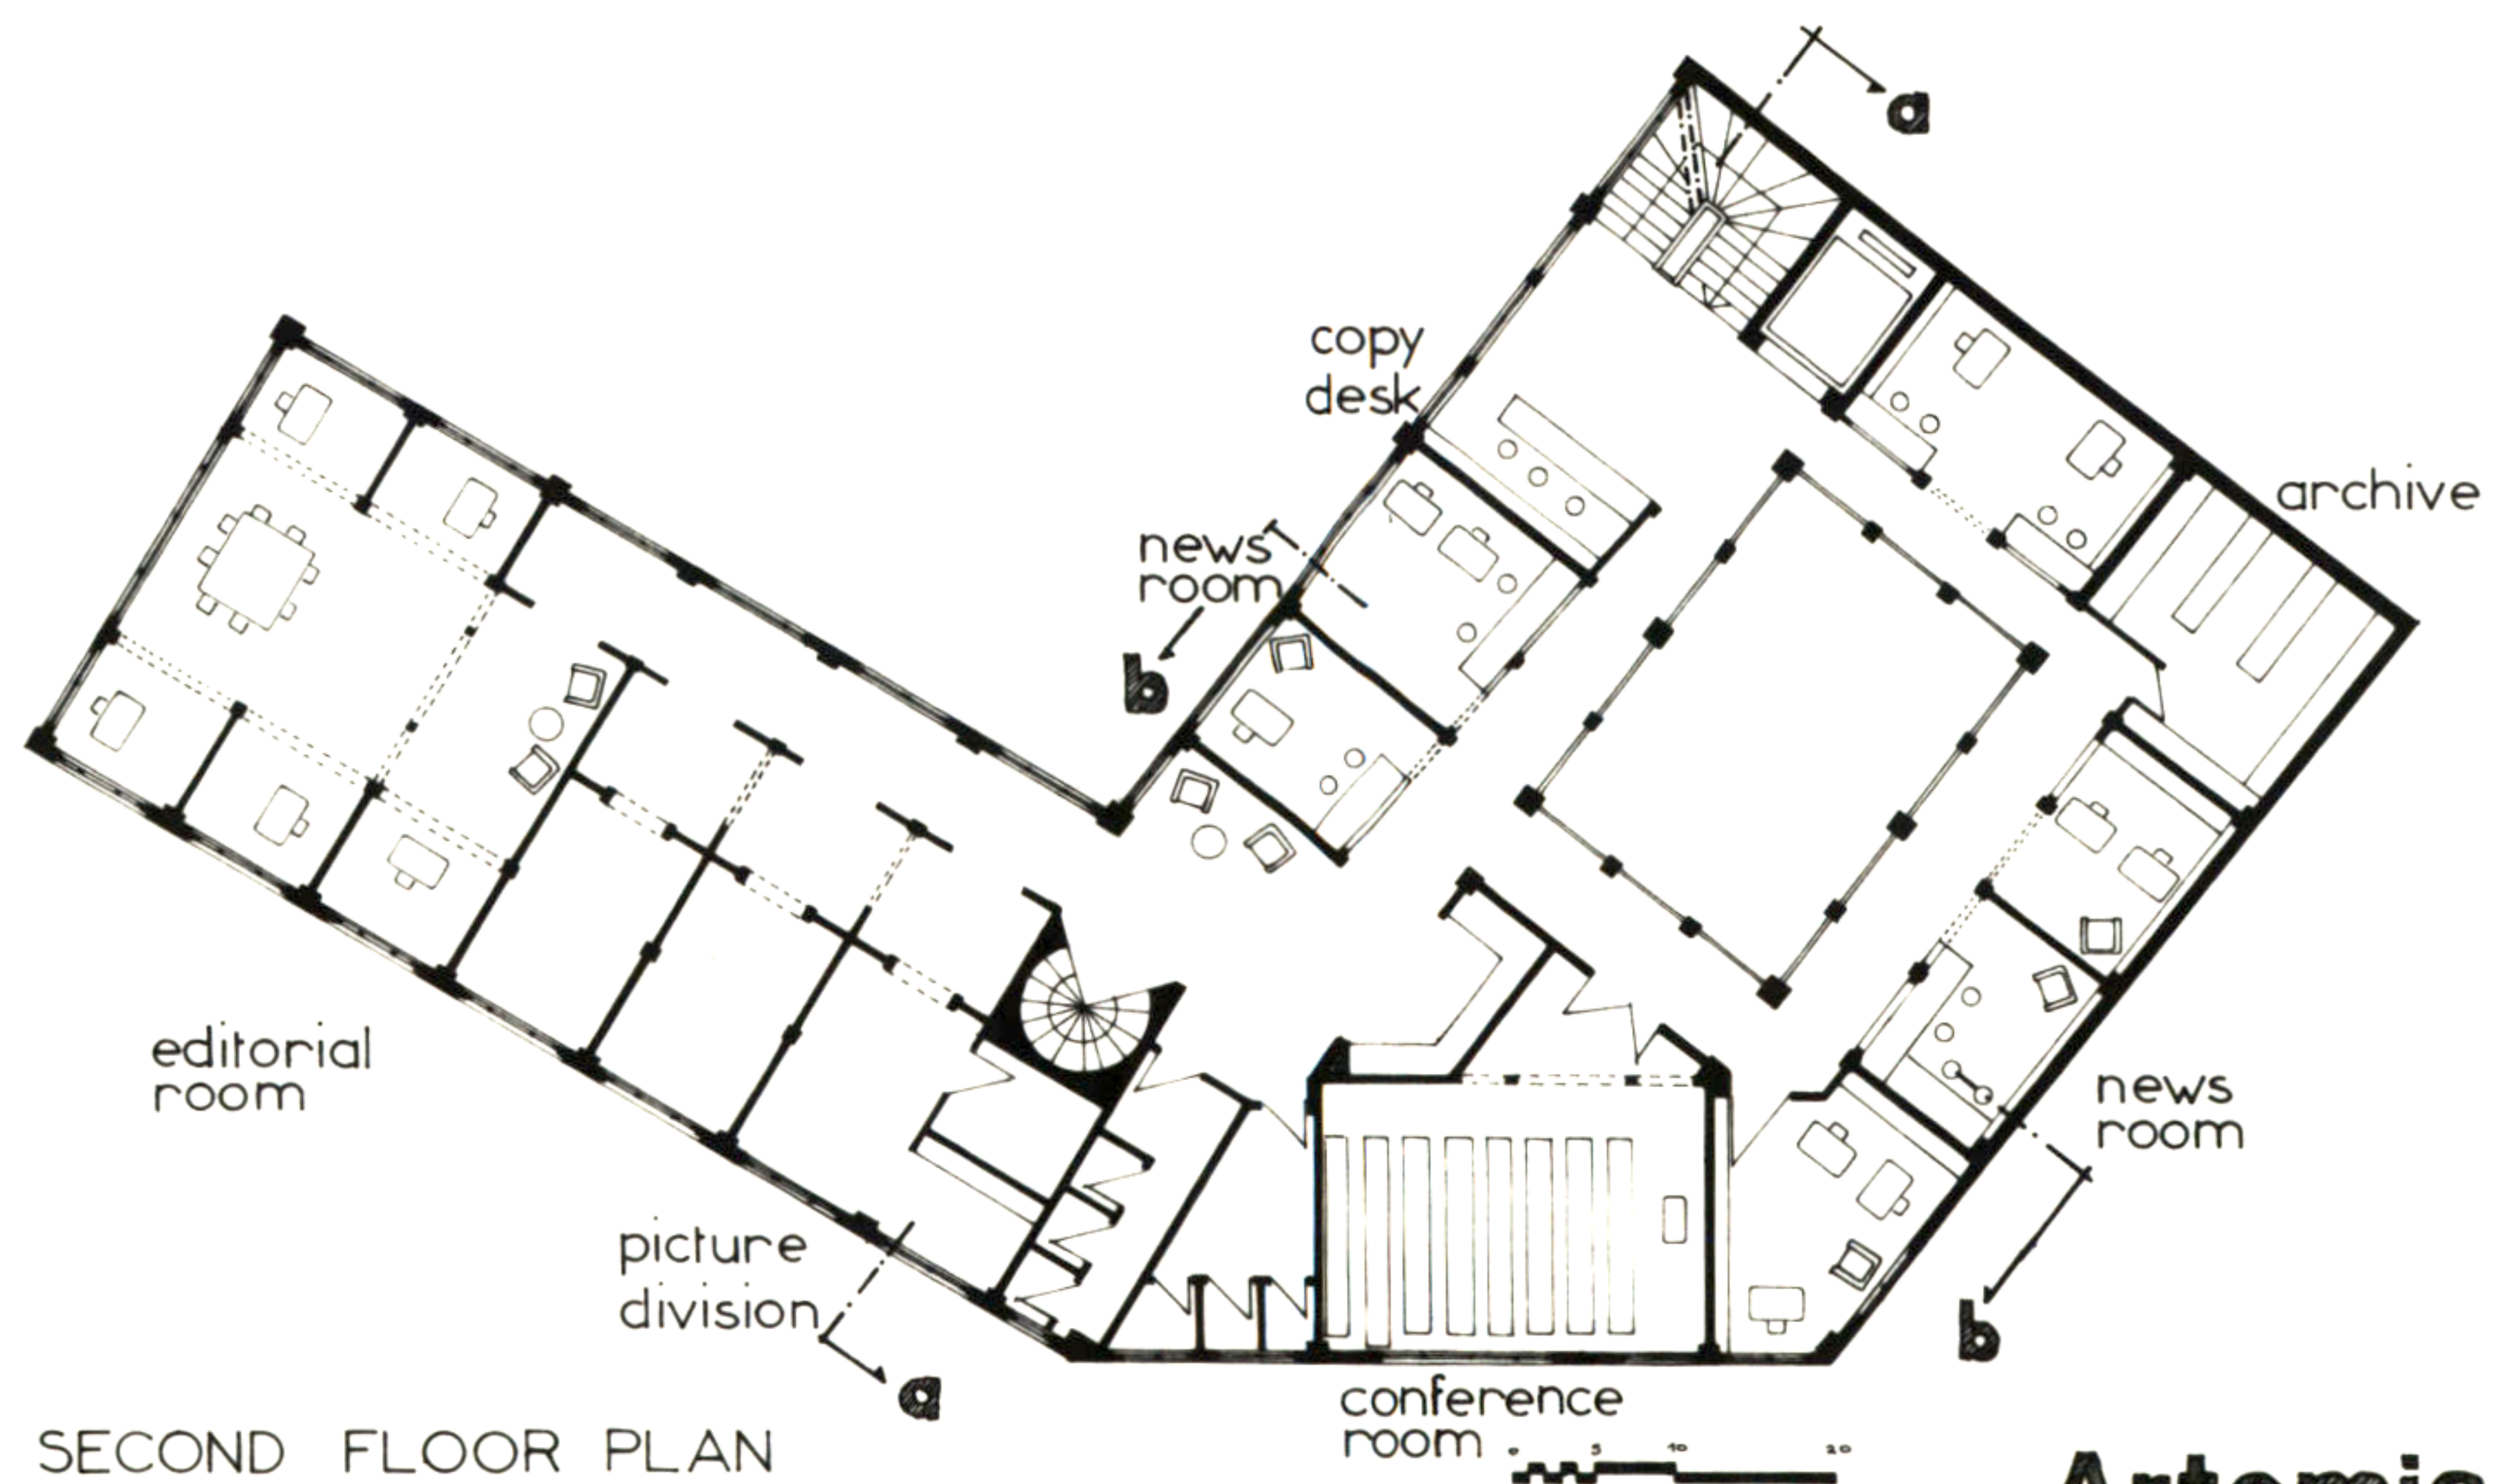 a
copy
desk
archive
news
room
b
editorial
room
news
room
picture
division
b
a
conference
room
0 5 10 20
SECOND FLOOR PLAN